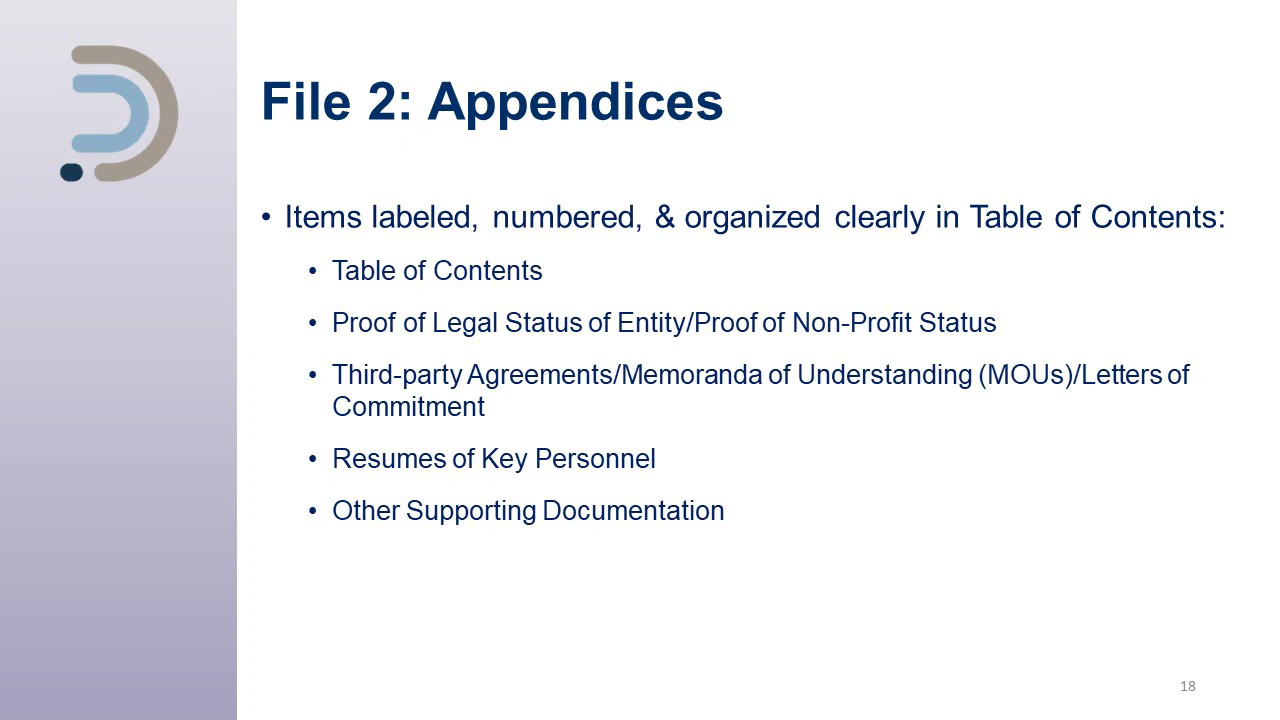 File 2: Appendices
• Items labeled, numbered, & organized clearly in Table of Contents:
• Table of Contents
• Proof of Legal Status of Entity/Proof of Non-Profit Status
• Third-party Agreements/Memoranda of Understanding (MOUs)/Letters of
Commitment
• Resumes of Key Personnel
• Other Supporting Documentation
18